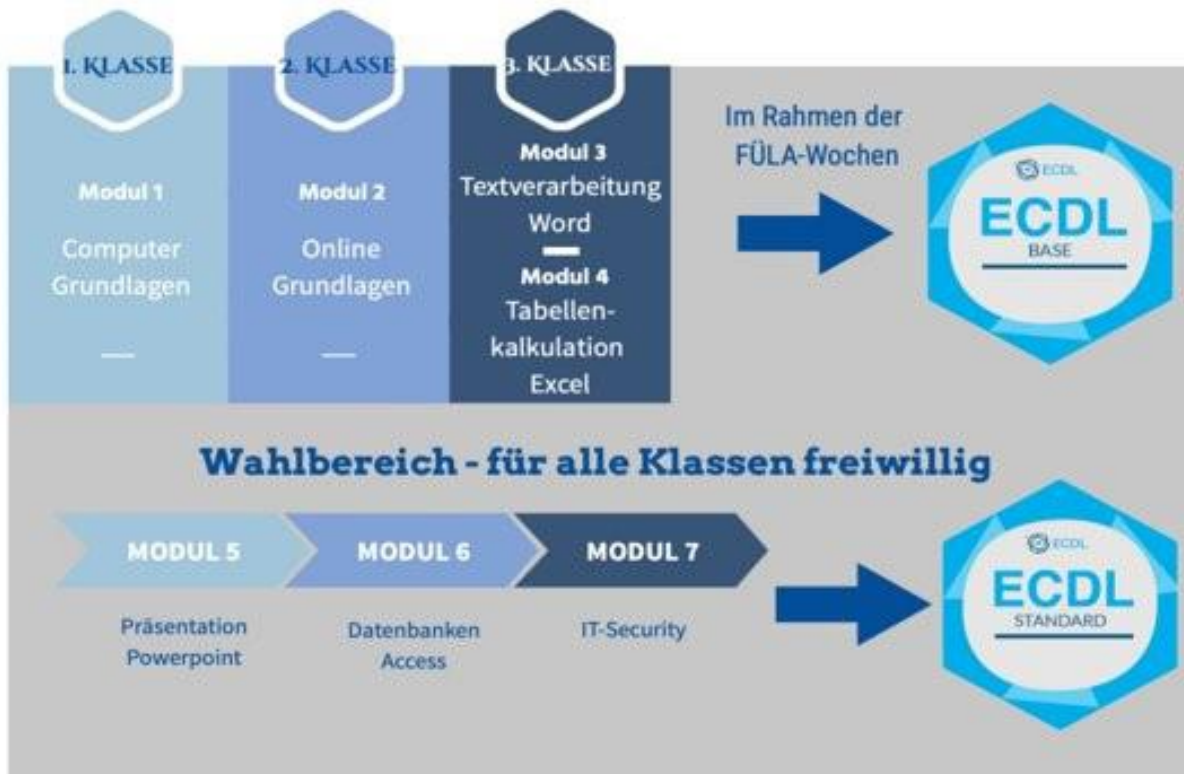 1. KLASSE
Modul 1
Computer
Grundlagen
2. KLASSE
Modul 2
Online
Grundlagen
3. KLASSE
Modul 3
Textverarbeitung
Word
Modul 4
Tabellen-
kalkulation
Excel
Im Rahmen der
FÜLA-Wochen
ECDL
ECDL
BASE
Wahlbereich - für alle Klassen freiwillig
MODUL 5
Präsentation
Powerpoint
MODUL 6
Datenbanken
Access
MODUL 7
IT-Security
ECDL
ECDL
STANDARD